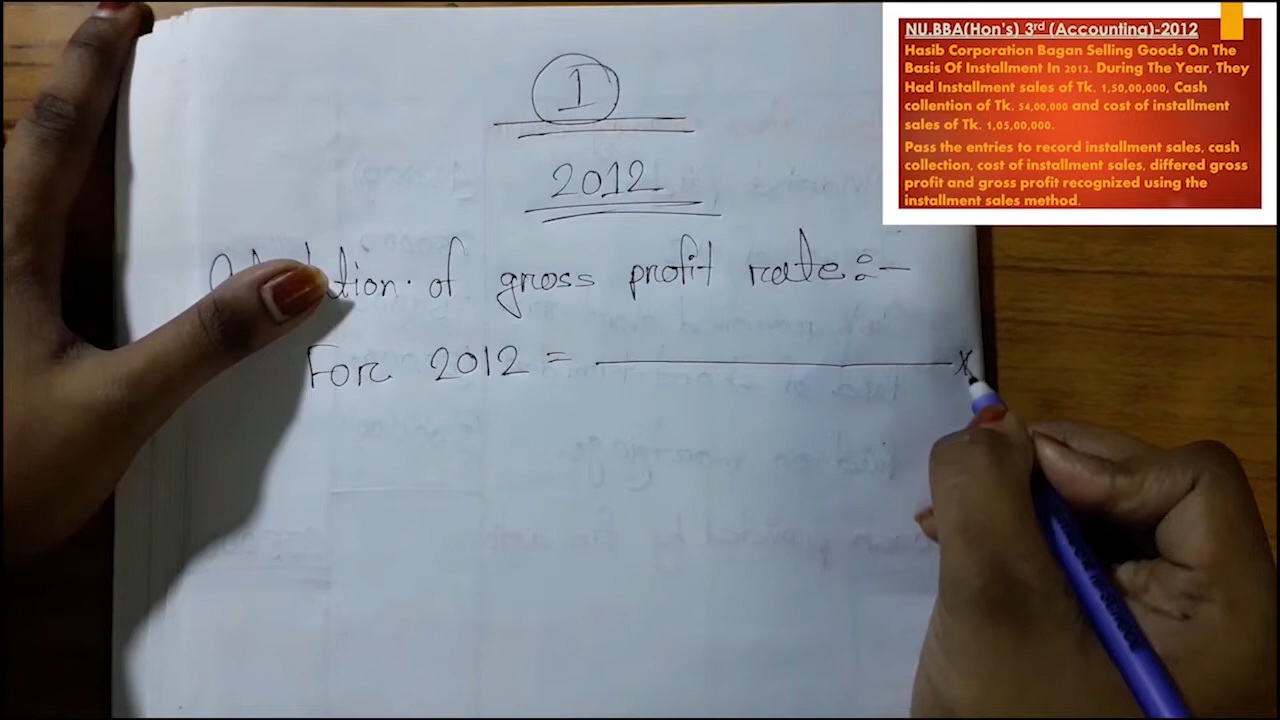 1
2012
tion. of gross profit rate :-
For 2012 = x
NU.BBA(Hon's) 3rd (Accounting)-2012
Hasib Corporation Bagan Selling Goods On The
Basis Of Installment In 2012. During The Year, They
Had Installment sales of Tk. 1,50,00,000, Cash
collention of Tk. 54,00,000 and cost of installment
sales of Tk. 1,05,00,000.
Pass the entries to record installment sales, cash
collection, cost of installment sales, differed gross
profit and gross profit recognized using the
installment sales method.